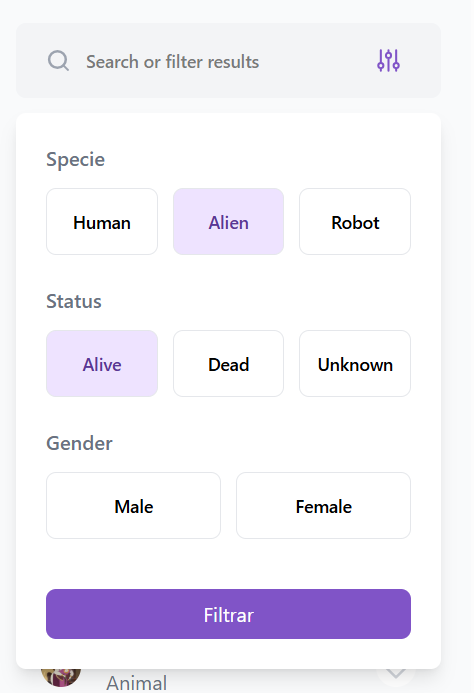 Search or filter results
Specie
Human Alien Robot
Status
Alive Dead Unknown
Gender
Male Female
Filtrar
Animal